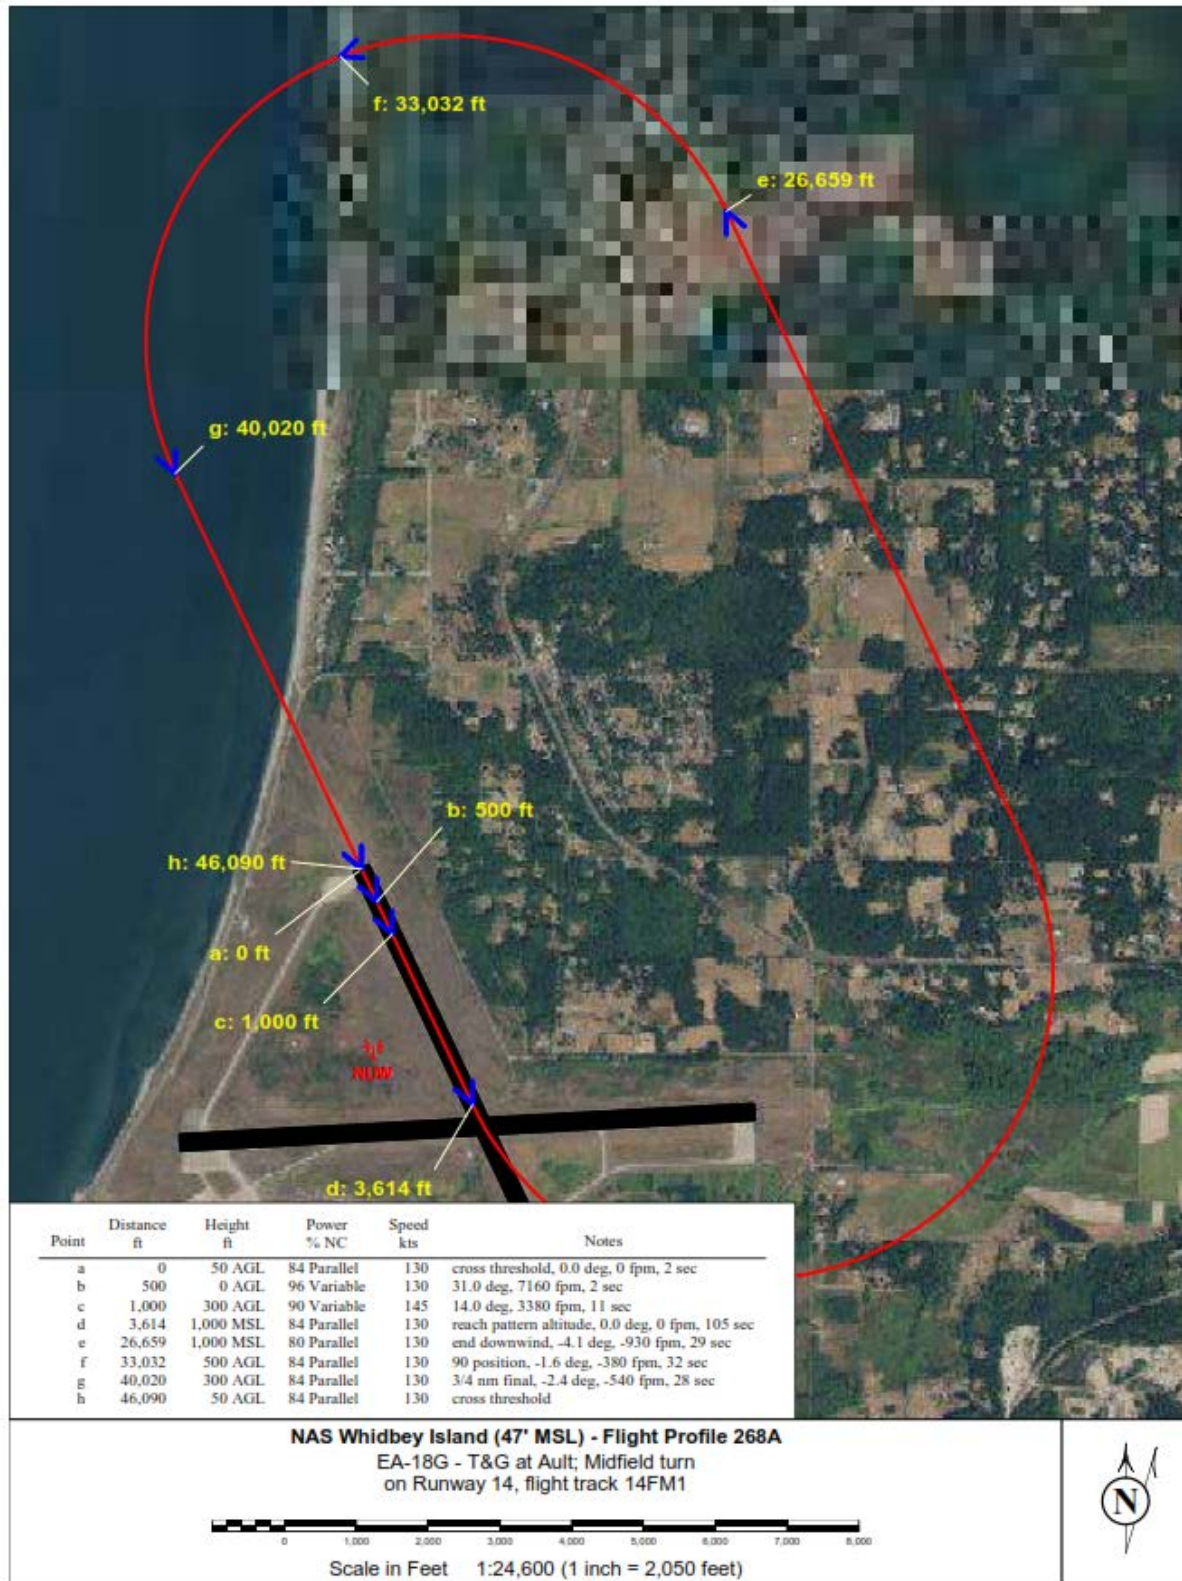 f: 33,032 ft
e: 26,659 ft
g: 40,020 ft
b: 500 ft
h: 46,090 ft
a: 0 ft
c: 1,000 ft
NUW
d: 3,614 ft
Point Distance ft Height ft Power % NC Speed kts Notes
a 0 50 AGL 84 Parallel 130 cross threshold, 0.0 deg, 0 fpm, 2 sec
b 500 0 AGL 96 Variable 130 31.0 deg, 7160 fpm, 2 sec
c 1,000 300 AGL 90 Variable 145 14.0 deg, 3380 fpm, 11 sec
d 3,614 1,000 MSL 84 Parallel 130 reach pattern altitude, 0.0 deg, 0 fpm, 105 sec
e 26,659 1,000 MSL 80 Parallel 130 end downwind, -4.1 deg, -930 fpm, 29 sec
f 33,032 500 AGL 84 Parallel 130 90 position, -1.6 deg, -380 fpm, 32 sec
g 40,020 300 AGL 84 Parallel 130 3/4 nm final, -2.4 deg, -540 fpm, 28 sec
h 46,090 50 AGL 84 Parallel 130 cross threshold
NAS Whidbey Island (47' MSL) - Flight Profile 268A
EA-18G - T&G at Ault; Midfield turn
on Runway 14, flight track 14FM1
N
0 1,000 2,000 3,000 4,000 5,000 6,000 7,000 8,000
Scale in Feet 1:24,600 (1 inch = 2,050 feet)